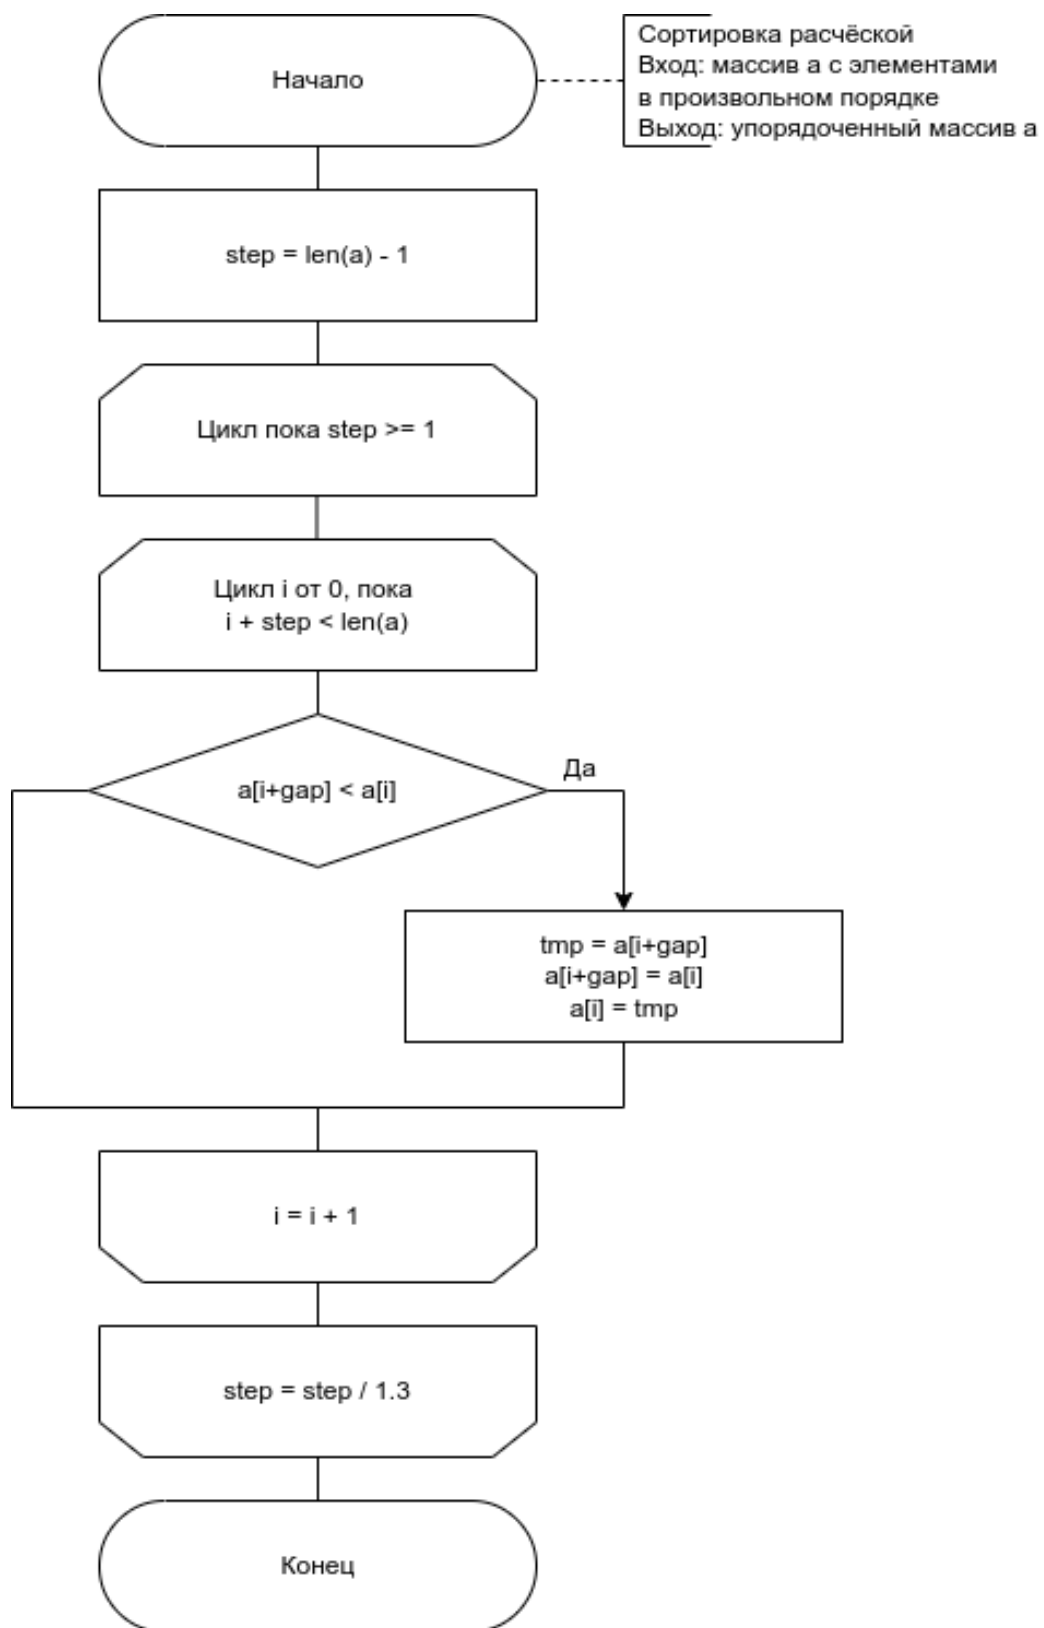 Начало
Сортировка расчёской
Вход: массив a с элементами
в произвольном порядке
Выход: упорядоченный массив a
step = len(a) - 1
Цикл пока step >= 1
Цикл i от 0, пока
i + step < len(a)
a[i+gap] < a[i]
Да
tmp = a[i+gap]
a[i+gap] = a[i]
a[i] = tmp
i = i + 1
step = step / 1.3
Конец